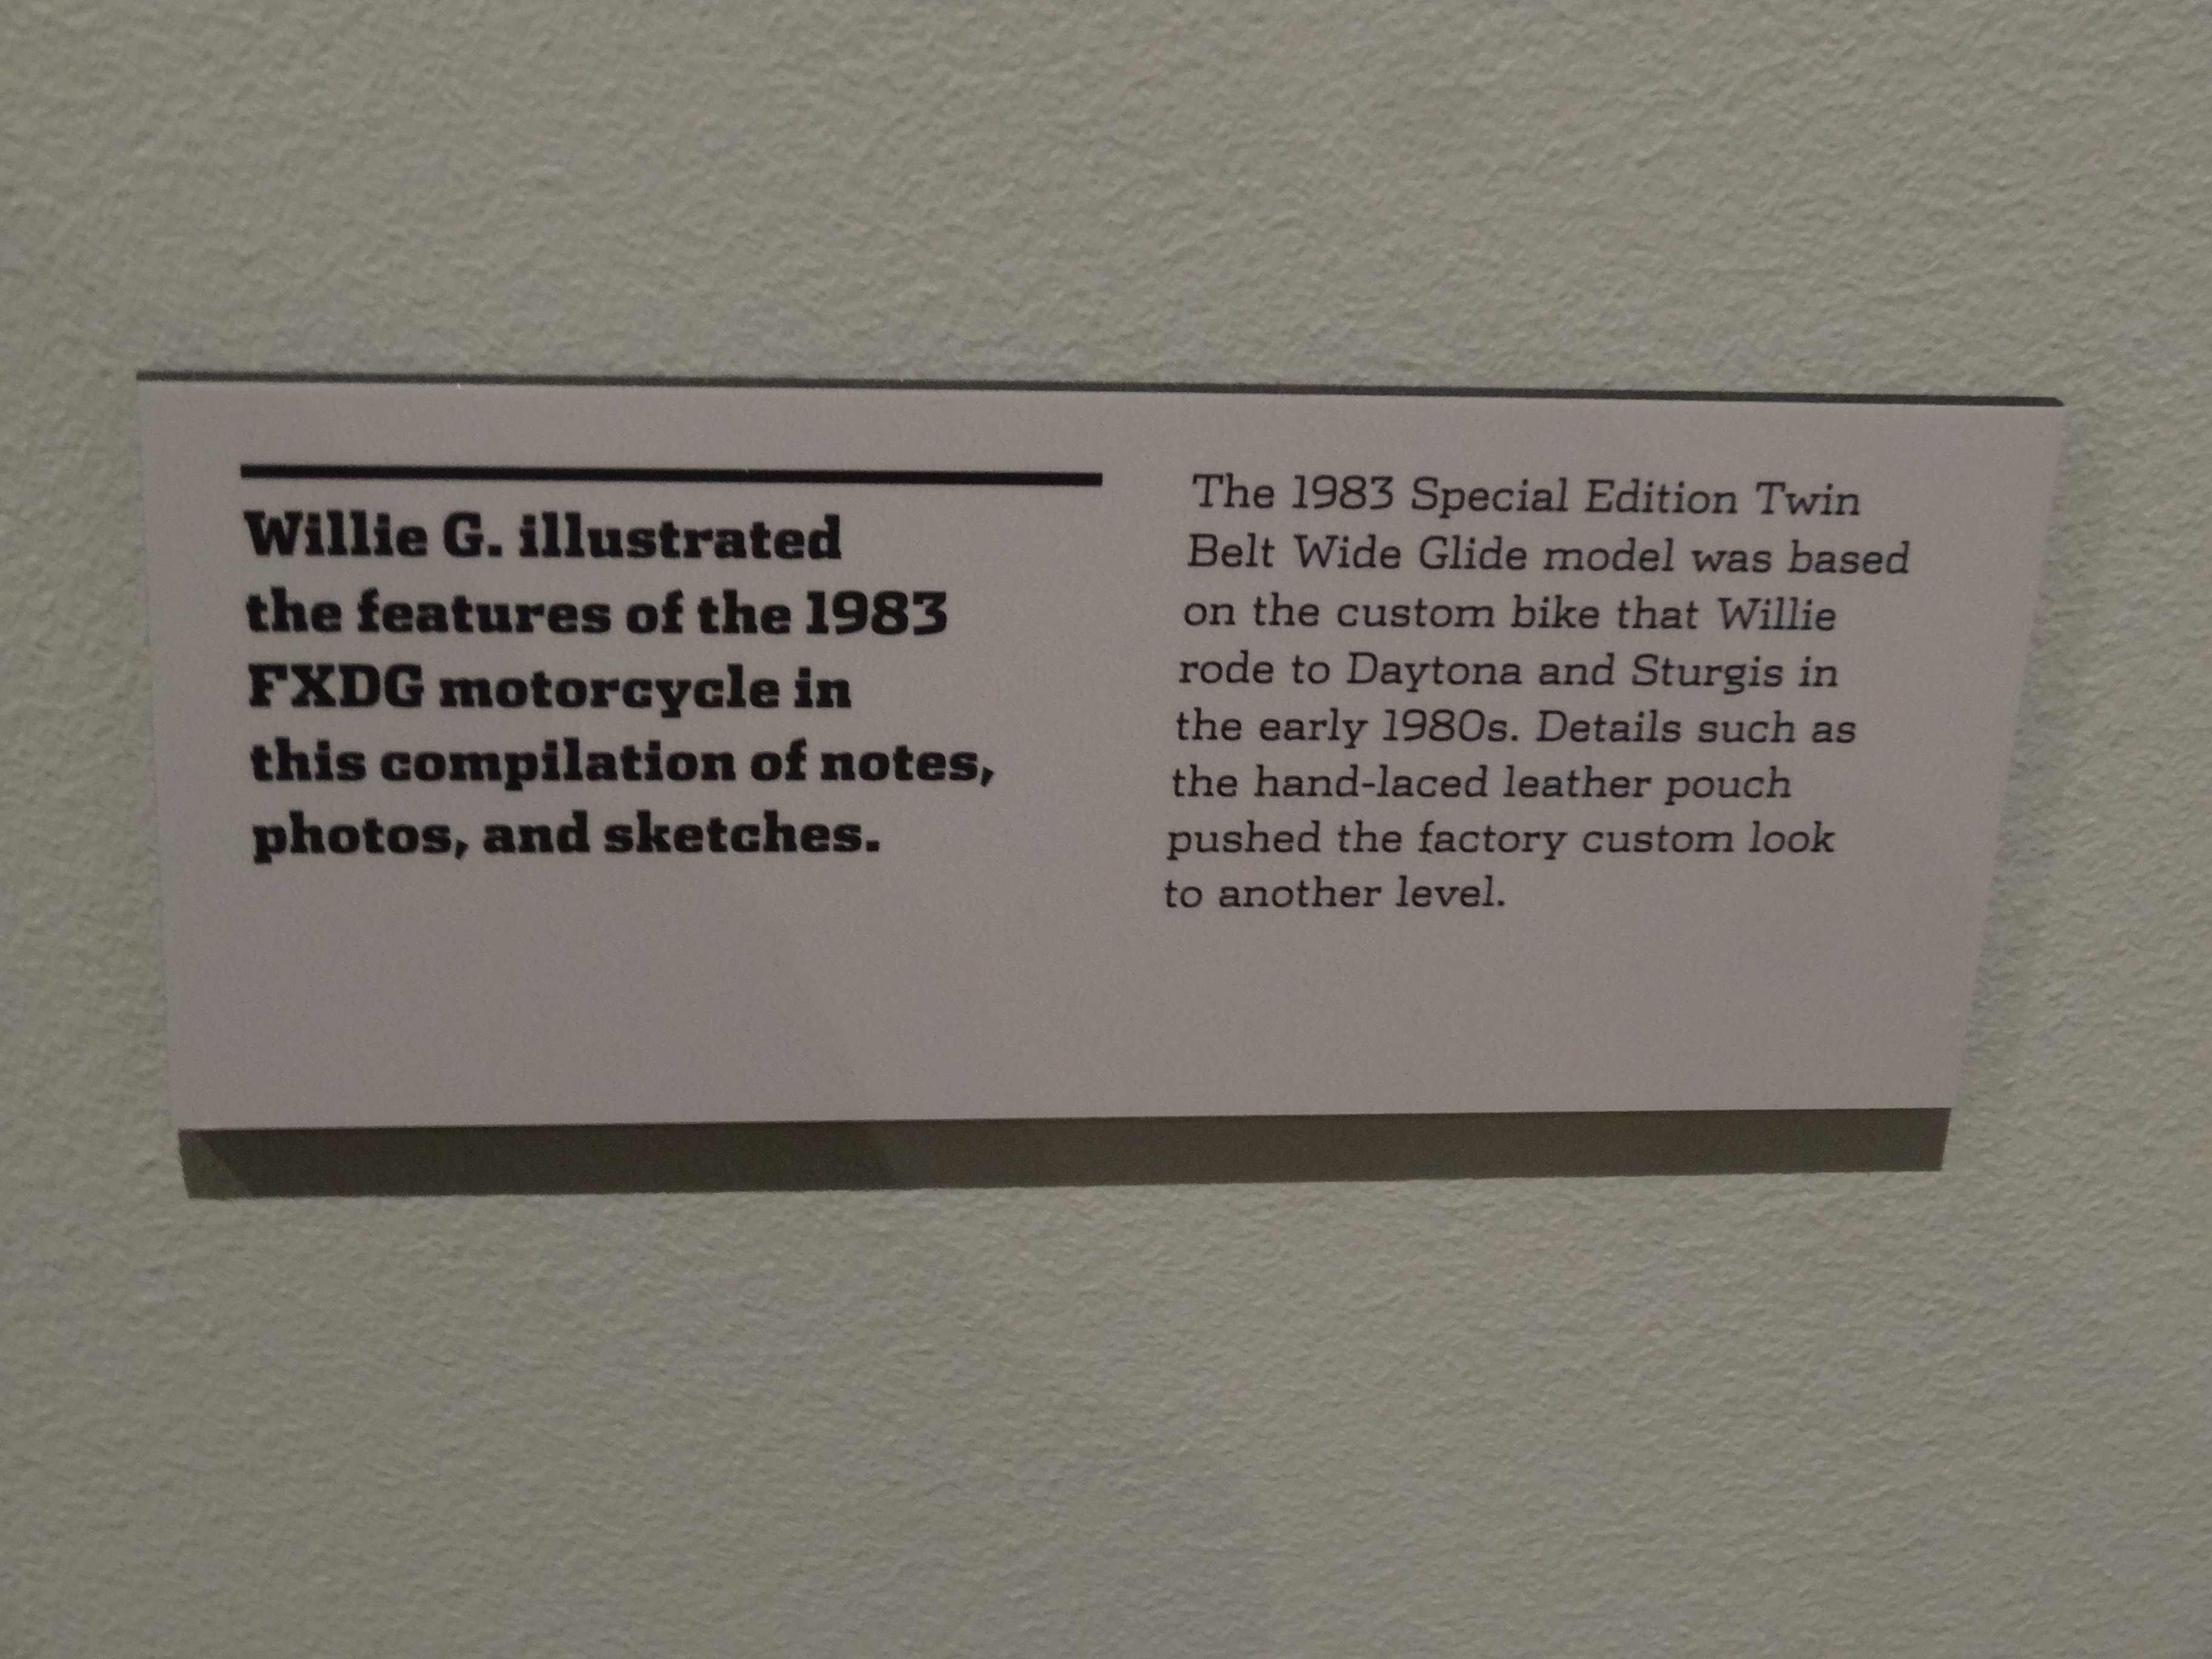 Willie G. illustrated
the features of the 1983
FXDG motorcycle in
this compilation of notes,
photos, and sketches.
The 1983 Special Edition Twin
Belt Wide Glide model was based
on the custom bike that Willie
rode to Daytona and Sturgis in
the early 1980s. Details such as
the hand-laced leather pouch
pushed the factory custom look
to another level.